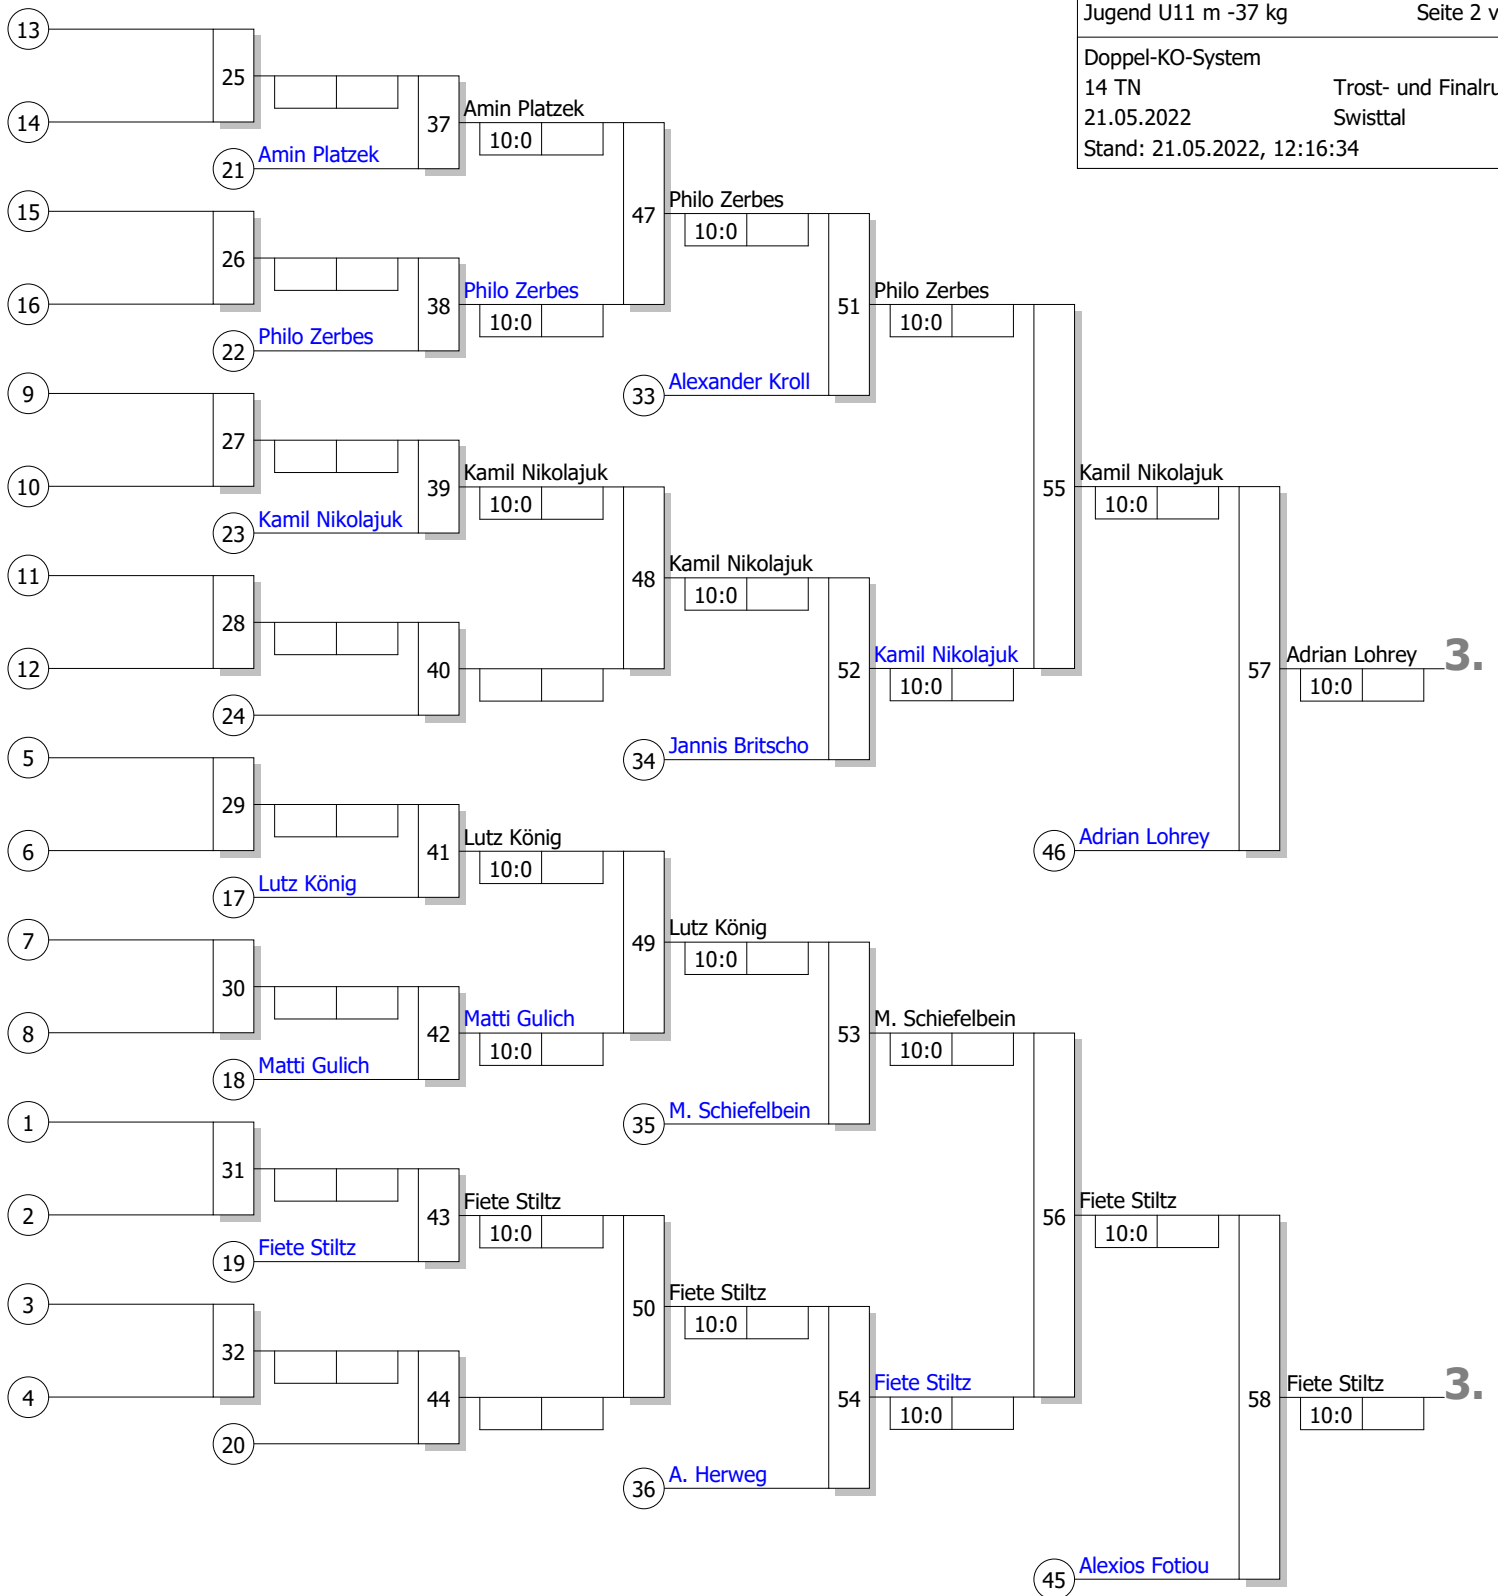 Jugend U11 m -37 kg Seite 2 v
Doppel-KO-System
14 TN Trost- und Finalru
21.05.2022 Swisttal
Stand: 21.05.2022, 12:16:34
13
25
14
37
Amin Platzek
10:0
21
Amin Platzek
15
47
Philo Zerbes
10:0
26
16
38
Philo Zerbes
10:0
51
Philo Zerbes
10:0
22
Philo Zerbes
33
Alexander Kroll
9
27
10
39
Kamil Nikolajuk
10:0
55
Kamil Nikolajuk
10:0
23
Kamil Nikolajuk
11
48
Kamil Nikolajuk
10:0
28
12
40
52
Kamil Nikolajuk
10:0
57
Adrian Lohrey
10:0
3.
24
34
Jannis Britscho
5
29
6
41
Lutz König
10:0
46
Adrian Lohrey
17
Lutz König
7
49
Lutz König
10:0
30
8
42
Matti Gulich
10:0
53
M. Schiefelbein
10:0
18
Matti Gulich
35
M. Schiefelbein
1
31
2
43
Fiete Stiltz
10:0
56
Fiete Stiltz
10:0
19
Fiete Stiltz
3
50
Fiete Stiltz
10:0
32
4
44
54
Fiete Stiltz
10:0
58
Fiete Stiltz
10:0
3.
20
36
A. Herweg
45
Alexios Fotiou